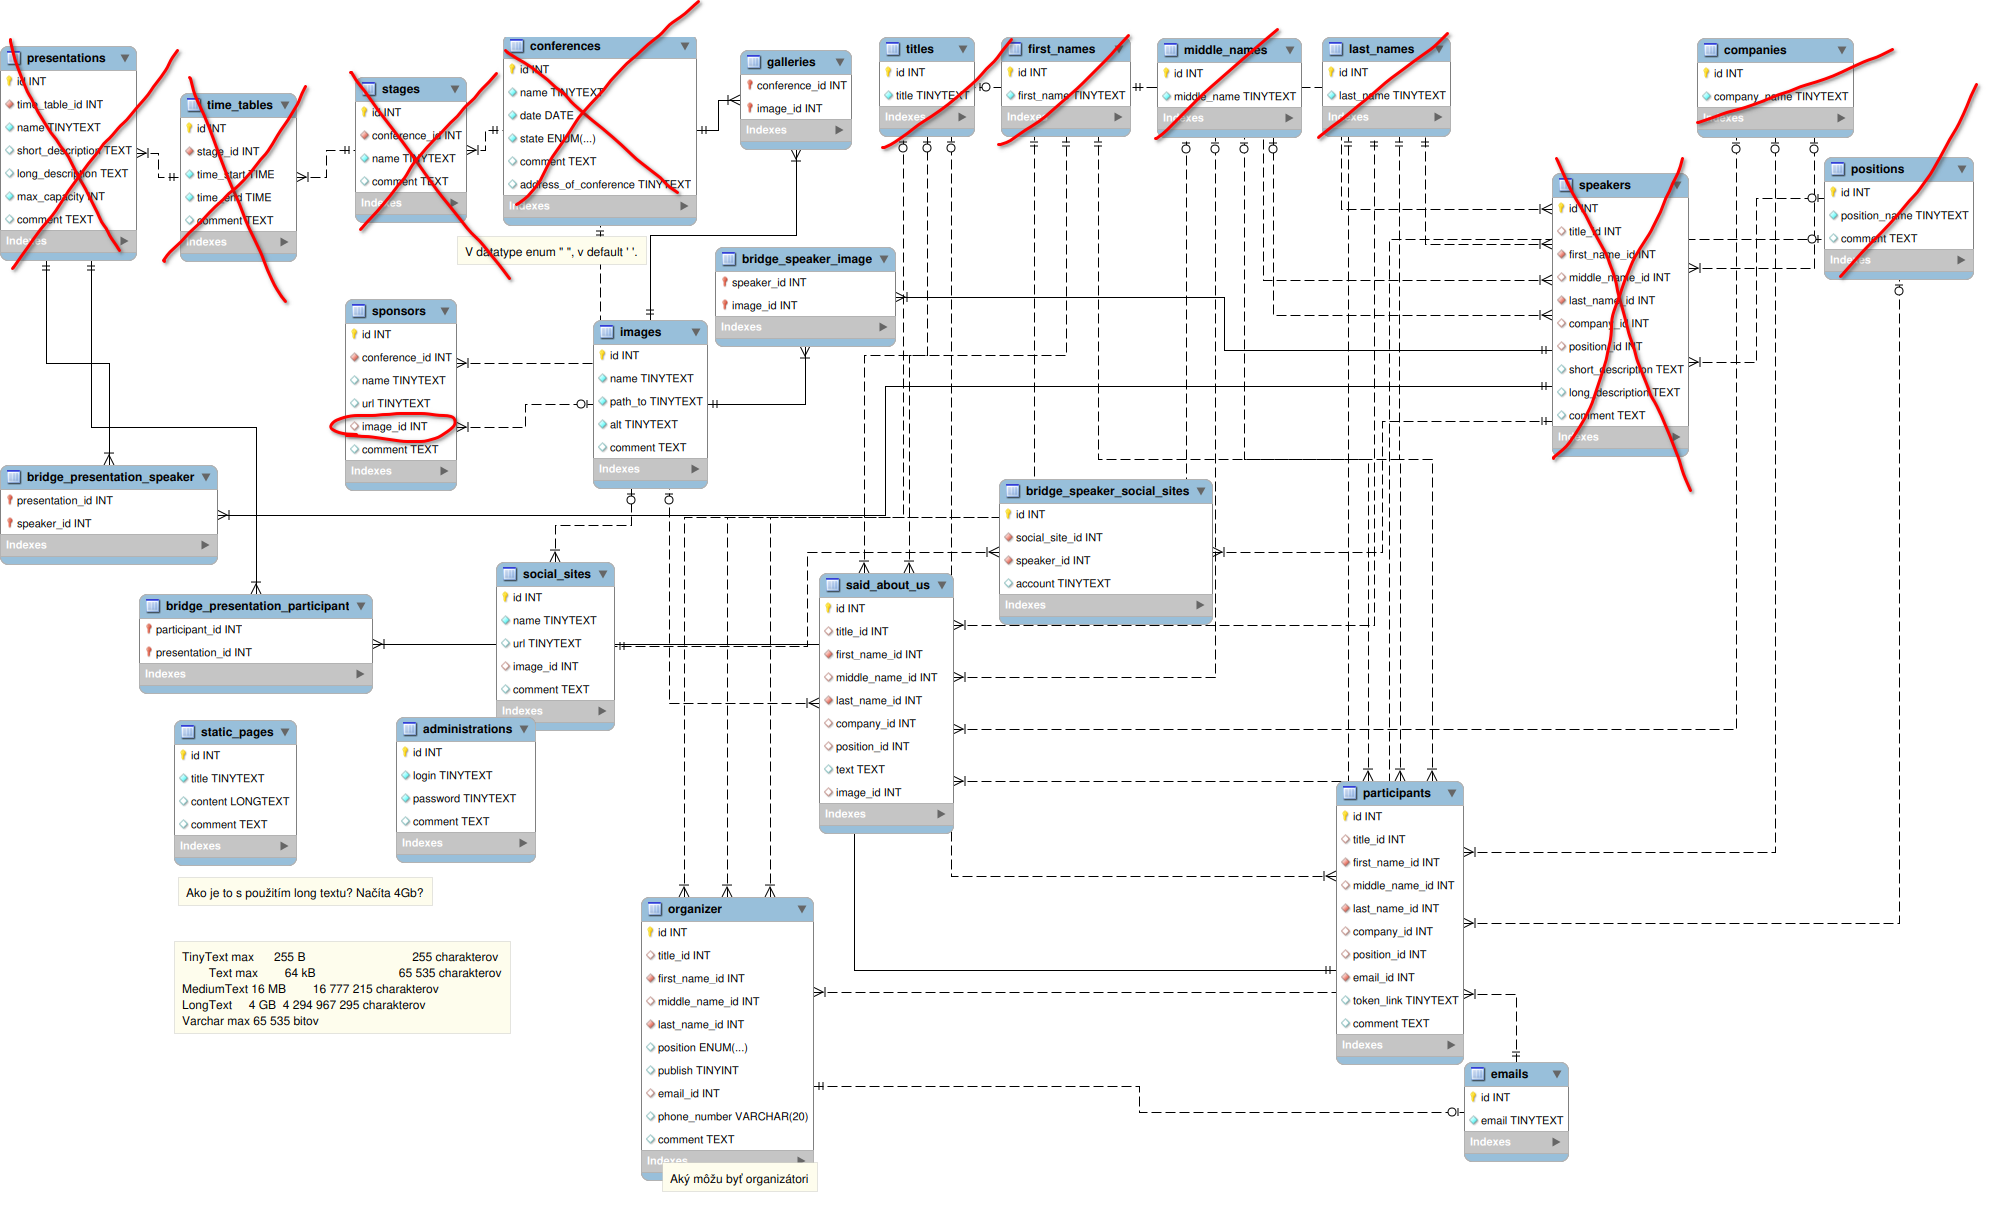 presentations
id INT
time_table_id INT
name TINYTEXT
short_description TEXT
long_description TEXT
max_capacity INT
comment TEXT
Indexes
time_tables
id INT
stage_id INT
time_start TIME
time_end TIME
comment TEXT
Indexes
stages
id INT
conference_id INT
name TINYTEXT
comment TEXT
Indexes
conferences
id INT
name TINYTEXT
date DATE
state ENUM(...)
comment TEXT
address_of_conference TINYTEXT
Indexes
V datatype enum " ", v default ' '.
galleries
conference_id INT
image_id INT
Indexes
titles
id INT
title TINYTEXT
Indexes
first_names
id INT
first_name TINYTEXT
Indexes
middle_names
id INT
middle_name TINYTEXT
Indexes
last_names
id INT
last_name TINYTEXT
Indexes
companies
id INT
company_name TINYTEXT
Indexes
positions
id INT
position_name TINYTEXT
comment TEXT
Indexes
speakers
id INT
title_id INT
first_name_id INT
middle_name_id INT
last_name_id INT
company_id INT
position_id INT
short_description TEXT
long_description TEXT
comment TEXT
Indexes
bridge_speaker_image
speaker_id INT
image_id INT
Indexes
sponsors
id INT
conference_id INT
name TINYTEXT
url TINYTEXT
image_id INT
comment TEXT
Indexes
images
id INT
name TINYTEXT
path_to TINYTEXT
alt TINYTEXT
comment TEXT
Indexes
bridge_presentation_speaker
presentation_id INT
speaker_id INT
Indexes
bridge_speaker_social_sites
id INT
social_site_id INT
speaker_id INT
account TINYTEXT
Indexes
social_sites
id INT
name TINYTEXT
url TINYTEXT
image_id INT
comment TEXT
Indexes
said_about_us
id INT
title_id INT
first_name_id INT
middle_name_id INT
last_name_id INT
company_id INT
position_id INT
text TEXT
image_id INT
Indexes
bridge_presentation_participant
participant_id INT
presentation_id INT
Indexes
static_pages
id INT
title TINYTEXT
content LONGTEXT
comment TEXT
Indexes
administrations
id INT
login TINYTEXT
password TINYTEXT
comment TEXT
Indexes
Ako je to s použitím long textu? Načíta 4Gb?
TinyText max 255 B 255 charakterov
Text max 64 kB 65 535 charakterov
MediumText 16 MB 16 777 215 charakterov
LongText 4 GB 4 294 967 295 charakterov
Varchar max 65 535 bitov
participants
id INT
title_id INT
first_name_id INT
middle_name_id INT
last_name_id INT
company_id INT
position_id INT
email_id INT
token_link TINYTEXT
comment TEXT
Indexes
organizer
id INT
title_id INT
first_name_id INT
middle_name_id INT
last_name_id INT
position ENUM(...)
publish TINYINT
email_id INT
phone_number VARCHAR(20)
comment TEXT
Indexes
Aký môžu byť organizátori
emails
id INT
email TINYTEXT
Indexes